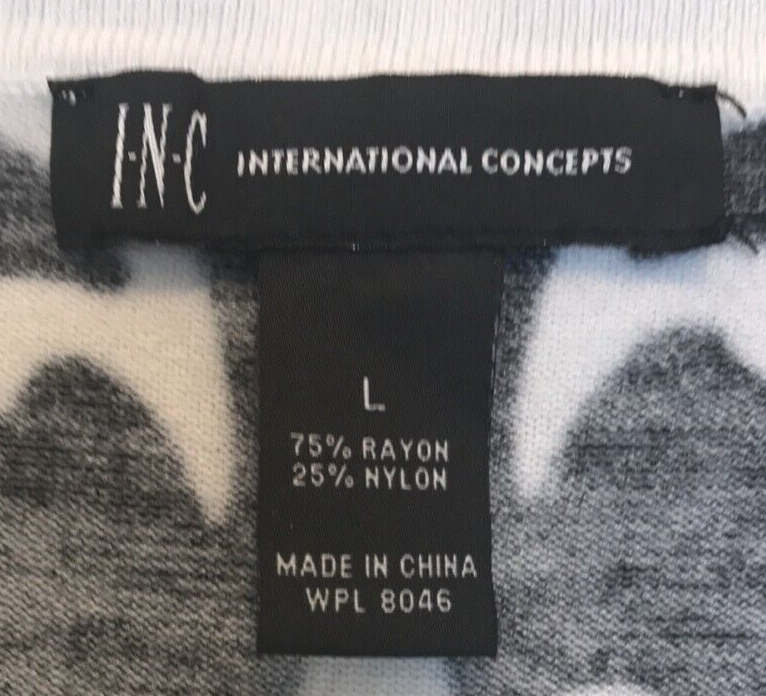 I·N·C INTERNATIONAL CONCEPTS
L
75% RAYON
25% NYLON
MADE IN CHINA
WPL 8046